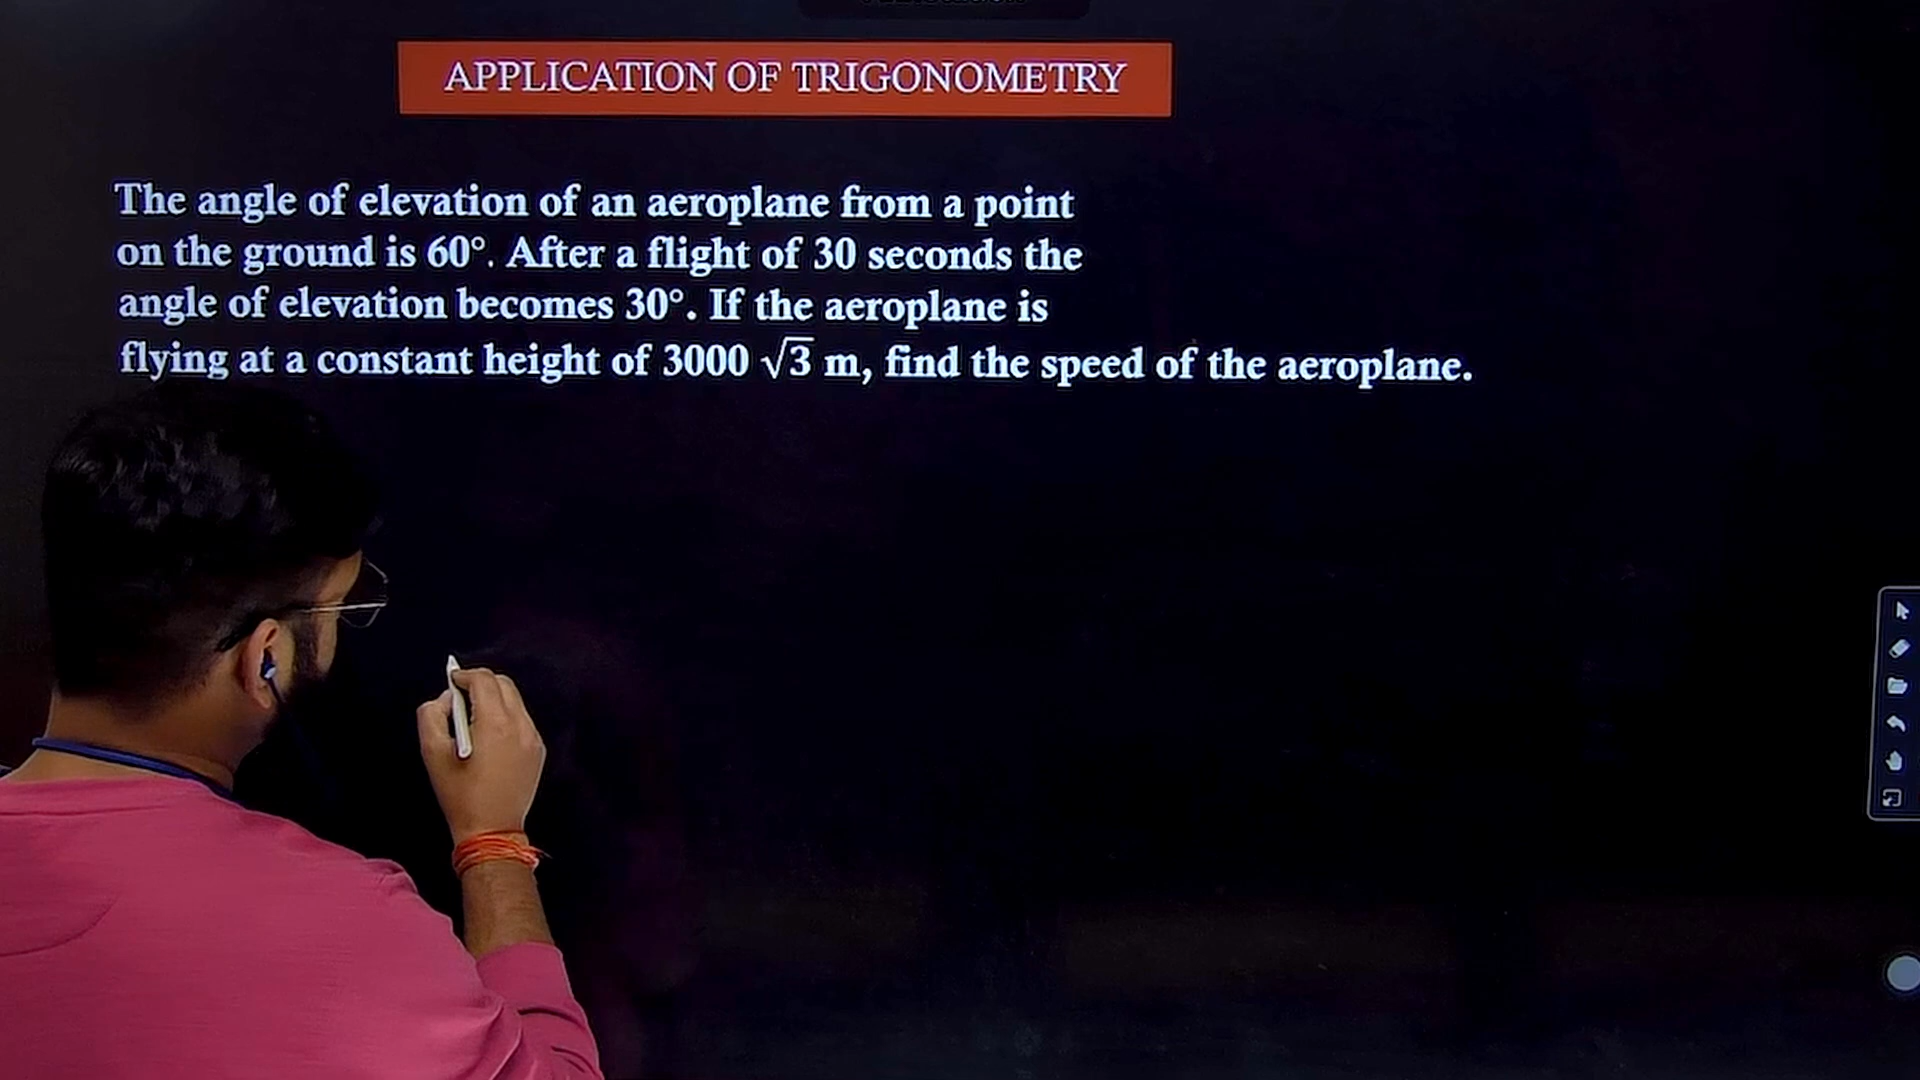 APPLICATION OF TRIGONOMETRY
The angle of elevation of an aeroplane from a point
on the ground is 60°. After a flight of 30 seconds the
angle of elevation becomes 30°. If the aeroplane is
flying at a constant height of 3000 √3 m, find the speed of the aeroplane.